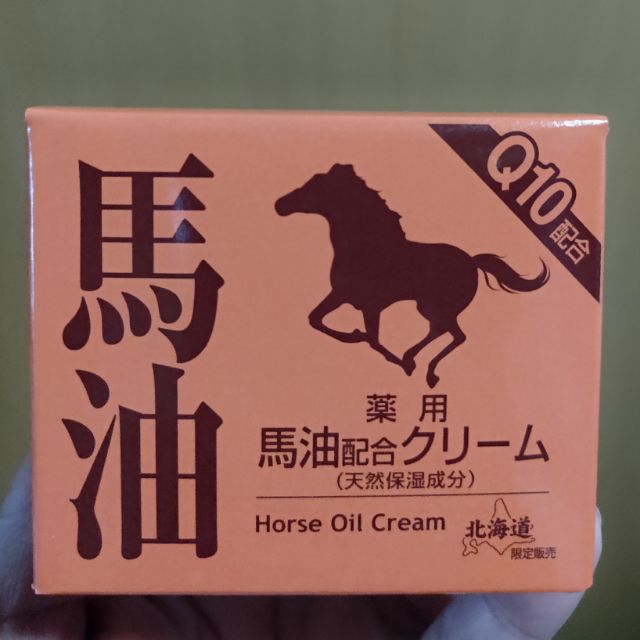 馬油
Q10配合
薬用
馬油配合クリーム
(天然保湿成分)
Horse Oil Cream
北海道
限定販売